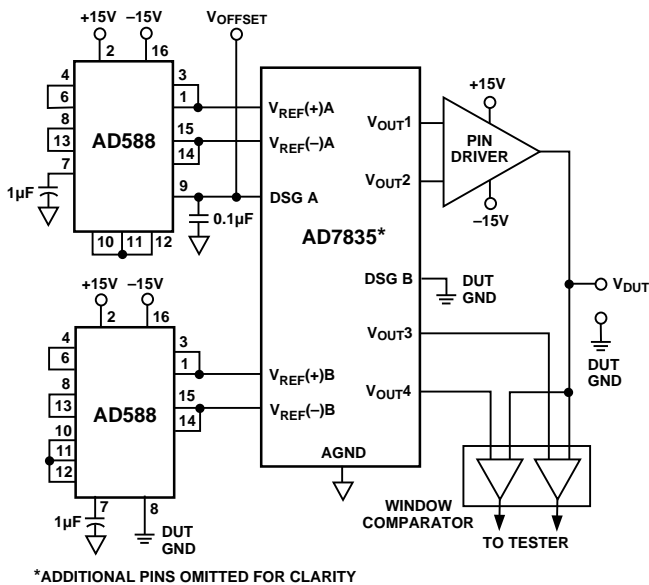 +15V
–15V
VOFFSET
2
16
4
6
8
13
7
3
1
15
14
9
AD588
1µF
10
11
12
0.1µF
VREF(+)A
VREF(–)A
DSG A
AD7835*
VOUT1
VOUT2
+15V
PIN
DRIVER
–15V
DSG B
DUT
GND
VDUT
DUT
GND
VOUT3
VOUT4
+15V
–15V
2
16
4
6
8
13
10
11
12
3
1
15
14
AD588
VREF(+)B
VREF(–)B
AGND
7
8
1µF
DUT
GND
WINDOW
COMPARATOR
TO TESTER
*ADDITIONAL PINS OMITTED FOR CLARITY